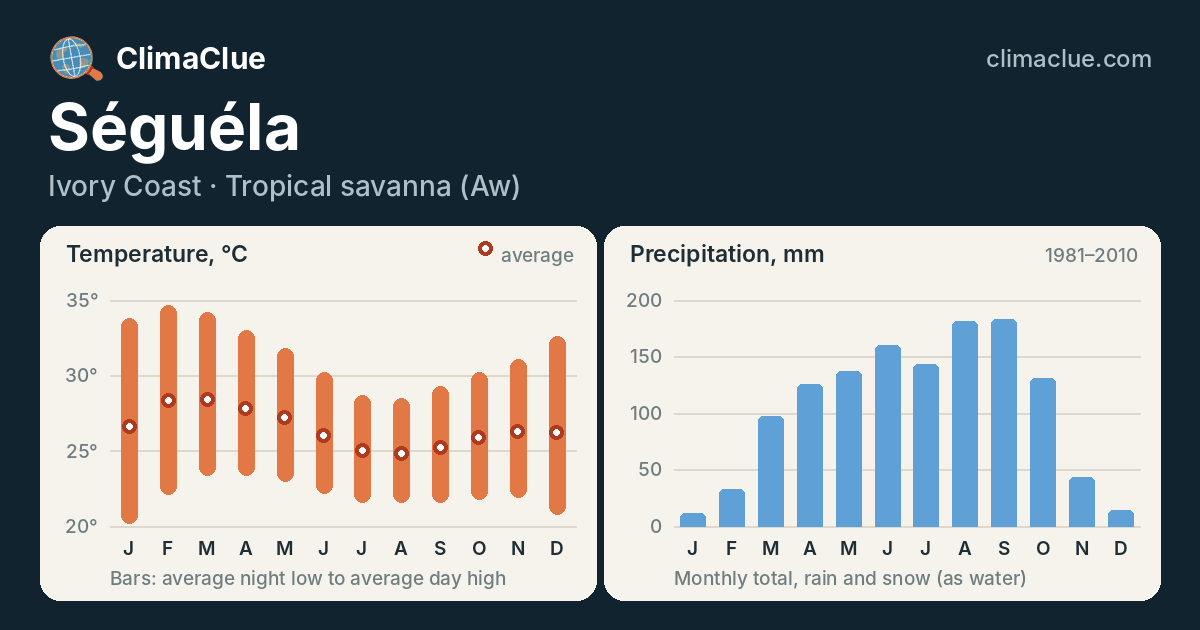 ClimaClue
climaclue.com
Séguéla
Ivory Coast · Tropical savanna (Aw)
Temperature, °C
average
35°
30°
25°
20°
J F M A M J J A S O N D
Bars: average night low to average day high
Precipitation, mm
1981–2010
200
150
100
50
0
J F M A M J J A S O N D
Monthly total, rain and snow (as water)